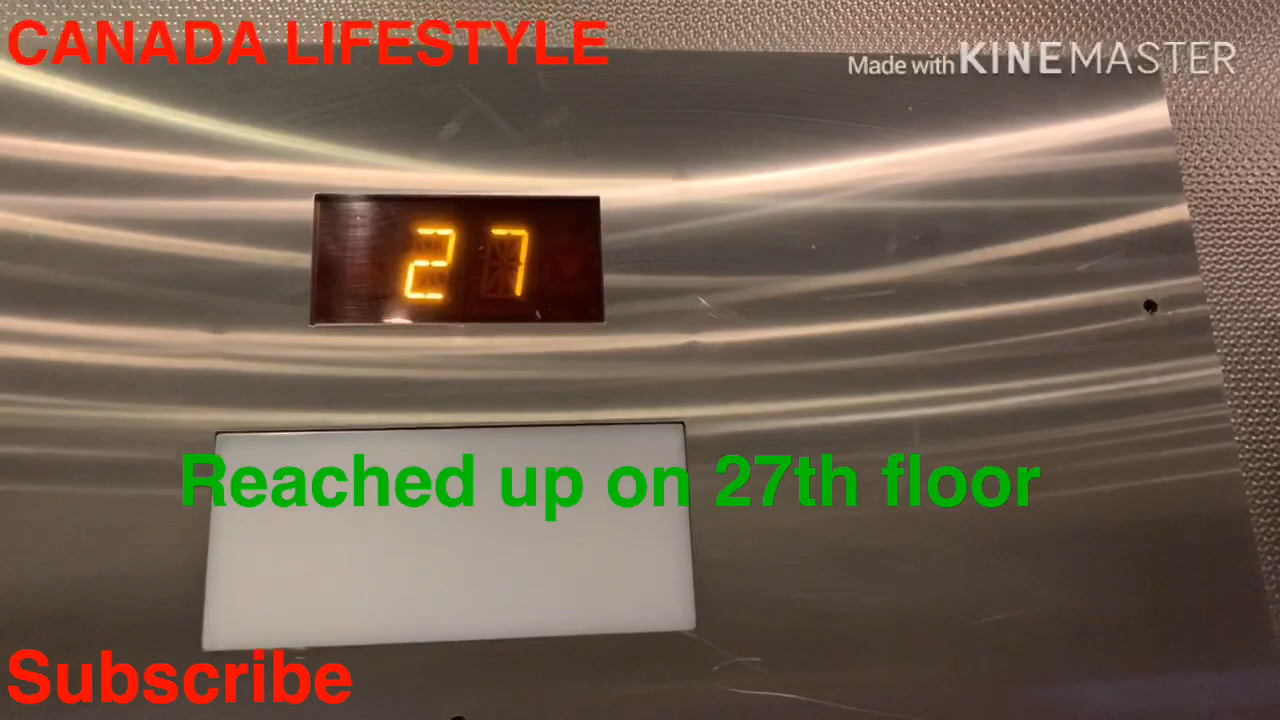 CANADA LIFESTYLE
Made with KINEMASTER
27
Reached up on 27th floor
Subscribe